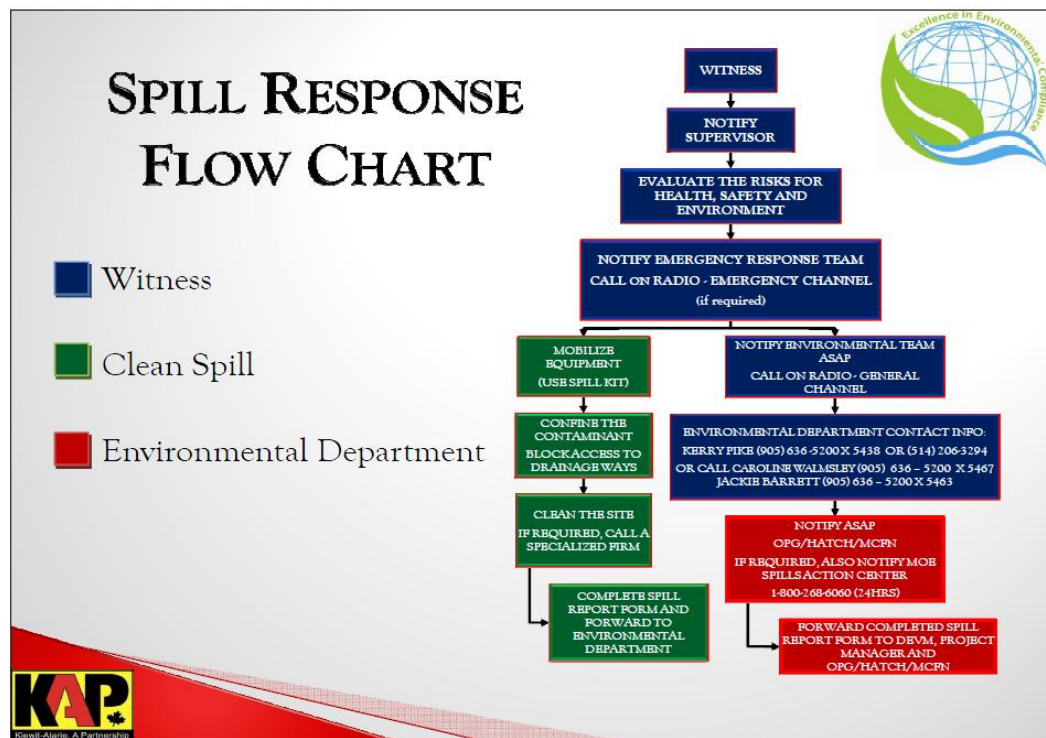 Excellence in Environmental Compliance
SPILL RESPONSE
FLOW CHART
Witness
Clean Spill
Environmental Department
WITNESS
NOTIFY
SUPERVISOR
EVALUATE THE RISKS FOR
HEALTH, SAFETY AND
ENVIRONMENT
NOTIFY EMERGENCY RESPONSE TEAM
CALL ON RADIO - EMERGENCY CHANNEL
(if required)
MOBILIZE
EQUIPMENT
(USE SPILL KIT)
CONFINE THE
CONTAMINANT
BLOCK ACCESS TO
DRAINAGE WAYS
CLEAN THE SITE
IF REQUIRED, CALL A
SPECIALIZED FIRM
COMPLETE SPILL
REPORT FORM AND
FORWARD TO
ENVIRONMENTAL
DEPARTMENT
NOTIFY ENVIRONMENTAL TEAM
ASAP
CALL ON RADIO - GENERAL
CHANNEL
ENVIRONMENTAL DEPARTMENT CONTACT INFO:
KERRY PIKE (905) 636 -5200 X 5438 OR (514) 206-3294
OR CALL CAROLINE WALMSLEY (905) 636 – 5200 X 5467
JACKIE BARRETT (905) 636 – 5200 X 5463
NOTIFY ASAP
OPG/HATCH/MCFN
IF REQUIRED, ALSO NOTIFY MOE
SPILLS ACTION CENTER
1-800-268-6060 (24HRS)
FORWARD COMPLETED SPILL
REPORT FORM TO DEVM, PROJECT
MANAGER AND
OPG/HATCH/MCFN
KAP
Kiewit-Alarie, A Partnership